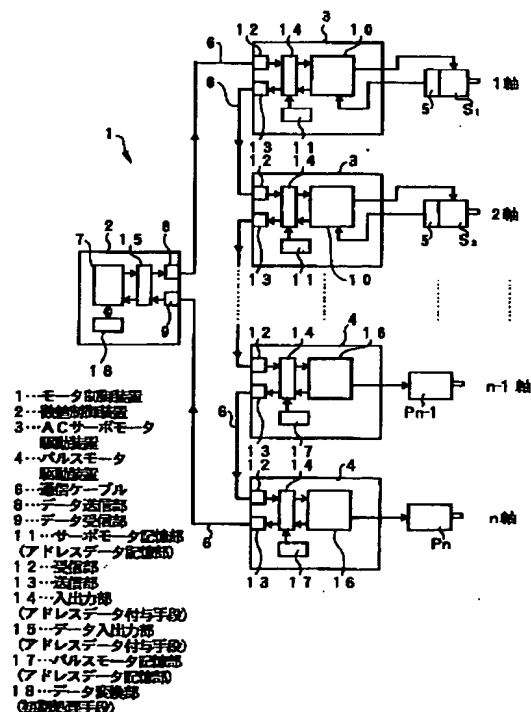 3
12
14
10
6
6
13
11
5
S₁
1軸
1
12
14
3
2
15
8
7
13
11
10
5
S₂
2軸
9
18
12
14
4
16
6
13
17
Pn-1
n-1 軸
12
14
4
6
13
17
16
Pn
n軸
1…モータ制御装置
2…数値制御装置
3…ACサーボモータ
駆動装置
4…パルスモータ
駆動装置
6…通信ケーブル
8…データ送信部
9…データ受信部
11…サーボモータ記憶部
(アドレスデータ記憶部)
12…受信部
13…送信部
14…入出力部
(アドレスデータ付与手段)
15…データ入出力部
(アドレスデータ付与手段)
17…パルスモータ記憶部
(アドレスデータ記憶部)
18…データ変換部
(初期処理手段)